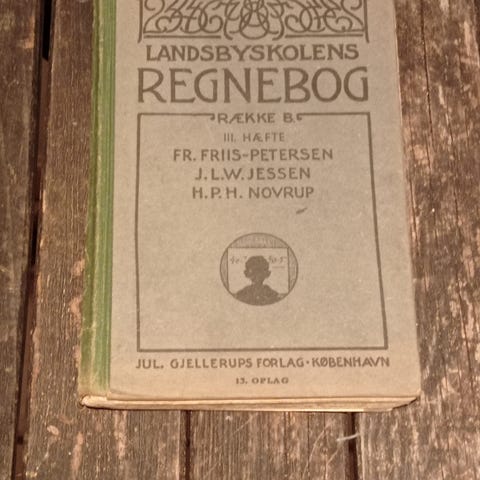 LANDSBYSKOLENS
REGNEBOG
RÆKKE B.
III. HÆFTE
FR. FRIIS-PETERSEN
J.L.W. JESSEN
H.P.H. NOVRUP
JUL. GJELLERUPS FORLAG · KØBENHAVN
13. OPLAG